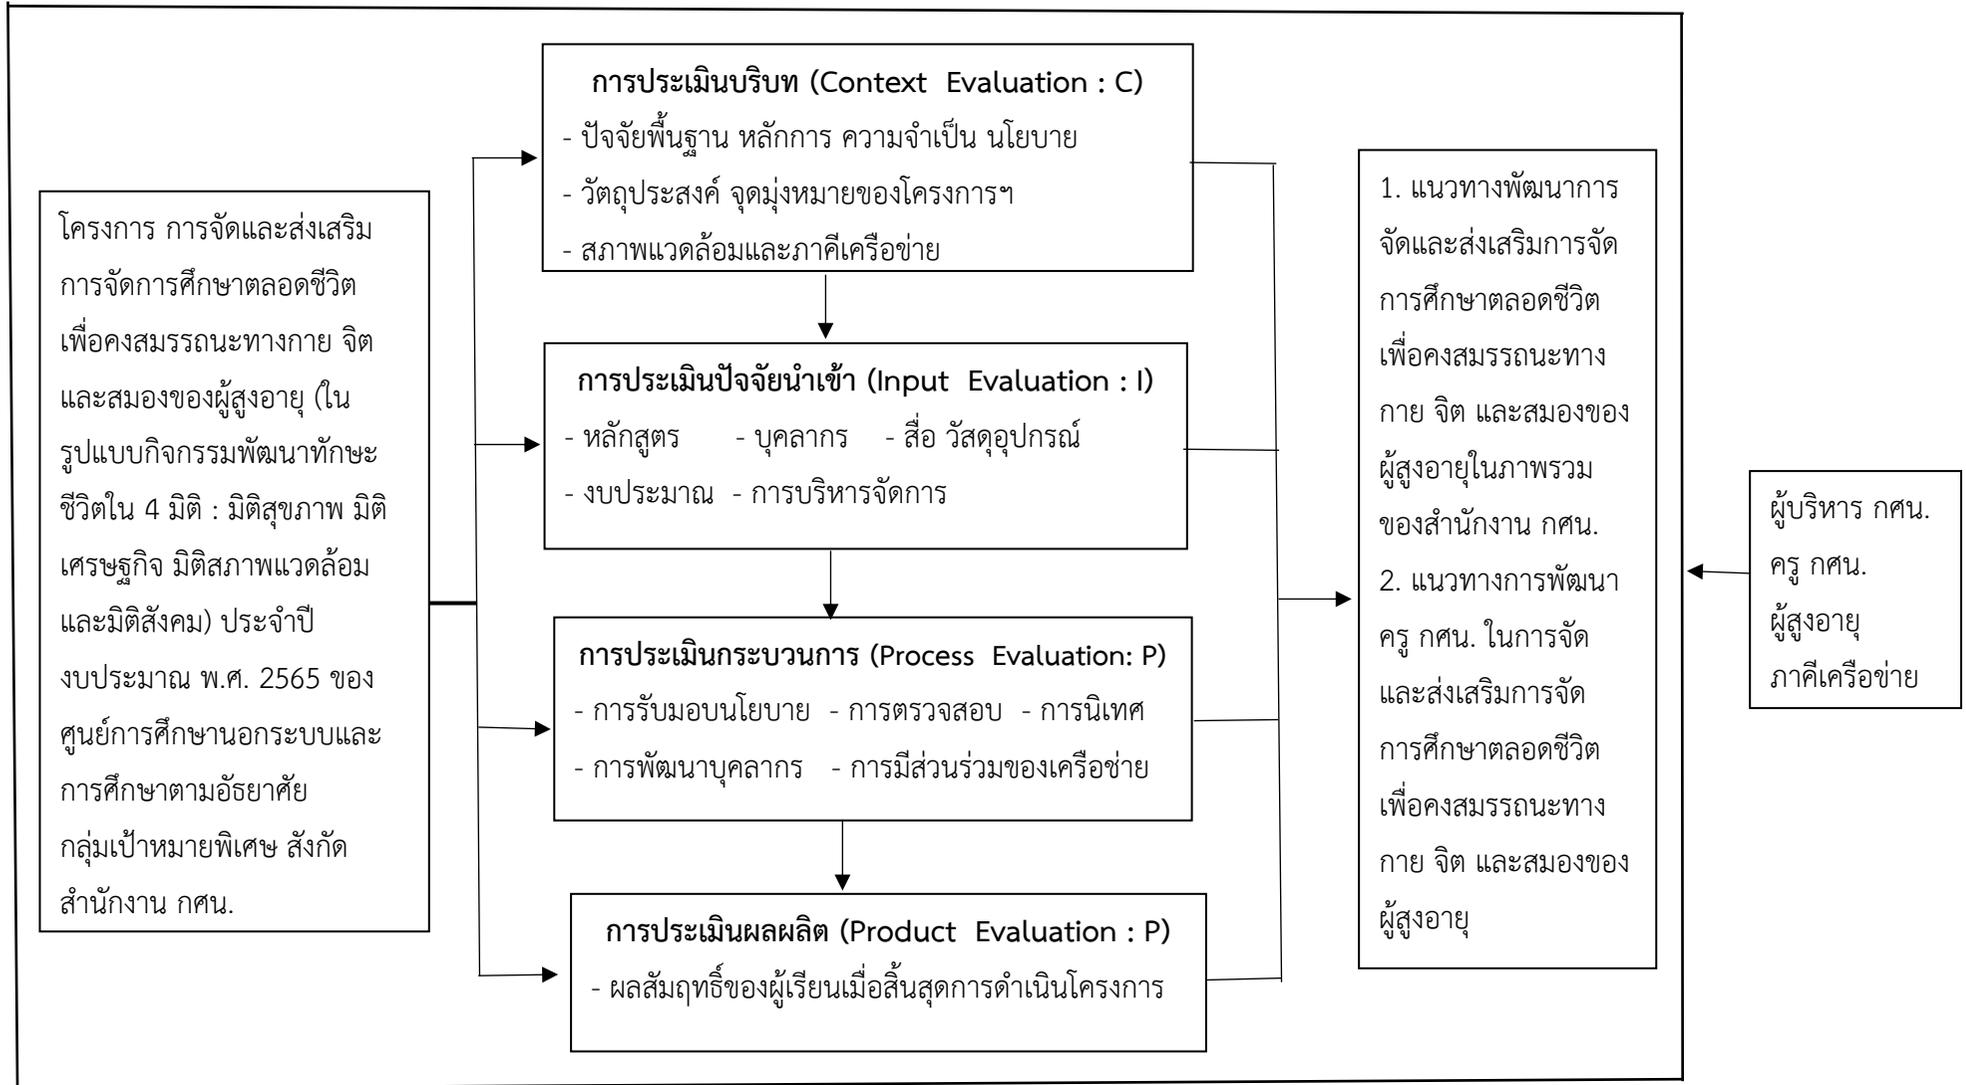 โครงการ การจัดและส่งเสริม
การจัดการศึกษาตลอดชีวิต
เพื่อคงสมรรถนะทางกาย จิต
และสมองของผู้สูงอายุ (ใน
รูปแบบกิจกรรมพัฒนาทักษะ
ชีวิตใน 4 มิติ : มิติสุขภาพ มิติ
เศรษฐกิจ มิติสภาพแวดล้อม
และมิติสังคม) ประจำปี
งบประมาณ พ.ศ. 2565 ของ
ศูนย์การศึกษานอกระบบและ
การศึกษาตามอัธยาศัย
กลุ่มเป้าหมายพิเศษ สังกัด
สำนักงาน กศน.
การประเมินบริบท (Context Evaluation : C)
- ปัจจัยพื้นฐาน หลักการ ความจำเป็น นโยบาย
- วัตถุประสงค์ จุดมุ่งหมายของโครงการฯ
- สภาพแวดล้อมและภาคีเครือข่าย
การประเมินปัจจัยนำเข้า (Input Evaluation : I)
- หลักสูตร - บุคลากร - สื่อ วัสดุอุปกรณ์
- งบประมาณ - การบริหารจัดการ
การประเมินกระบวนการ (Process Evaluation: P)
- การรับมอบนโยบาย - การตรวจสอบ - การนิเทศ
- การพัฒนาบุคลากร - การมีส่วนร่วมของเครือช่าย
การประเมินผลผลิต (Product Evaluation : P)
- ผลสัมฤทธิ์ของผู้เรียนเมื่อสิ้นสุดการดำเนินโครงการ
1. แนวทางพัฒนาการ
จัดและส่งเสริมการจัด
การศึกษาตลอดชีวิต
เพื่อคงสมรรถนะทาง
กาย จิต และสมองของ
ผู้สูงอายุในภาพรวม
ของสำนักงาน กศน.
2. แนวทางการพัฒนา
ครู กศน. ในการจัด
และส่งเสริมการจัด
การศึกษาตลอดชีวิต
เพื่อคงสมรรถนะทาง
กาย จิต และสมองของ
ผู้สูงอายุ
ผู้บริหาร กศน.
ครู กศน.
ผู้สูงอายุ
ภาคีเครือข่าย